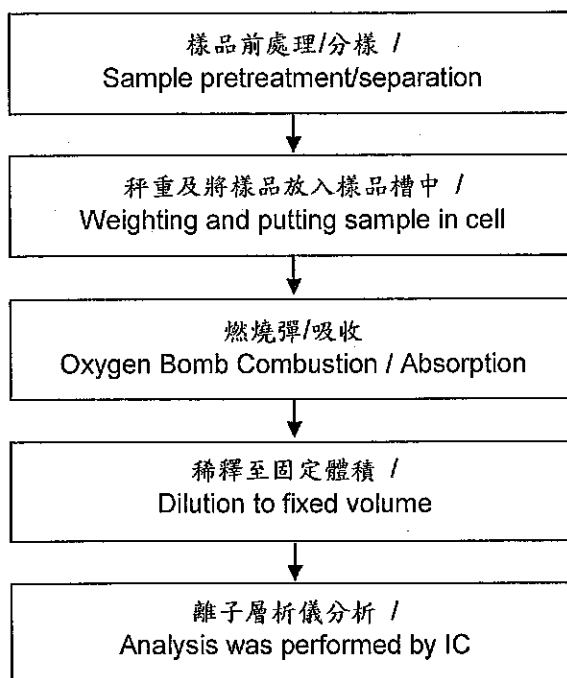 樣品前處理/分樣 /
Sample pretreatment/separation
秤重及將樣品放入樣品槽中 /
Weighting and putting sample in cell
燃燒彈/吸收
Oxygen Bomb Combustion / Absorption
稀釋至固定體積 /
Dilution to fixed volume
離子層析儀分析 /
Analysis was performed by IC